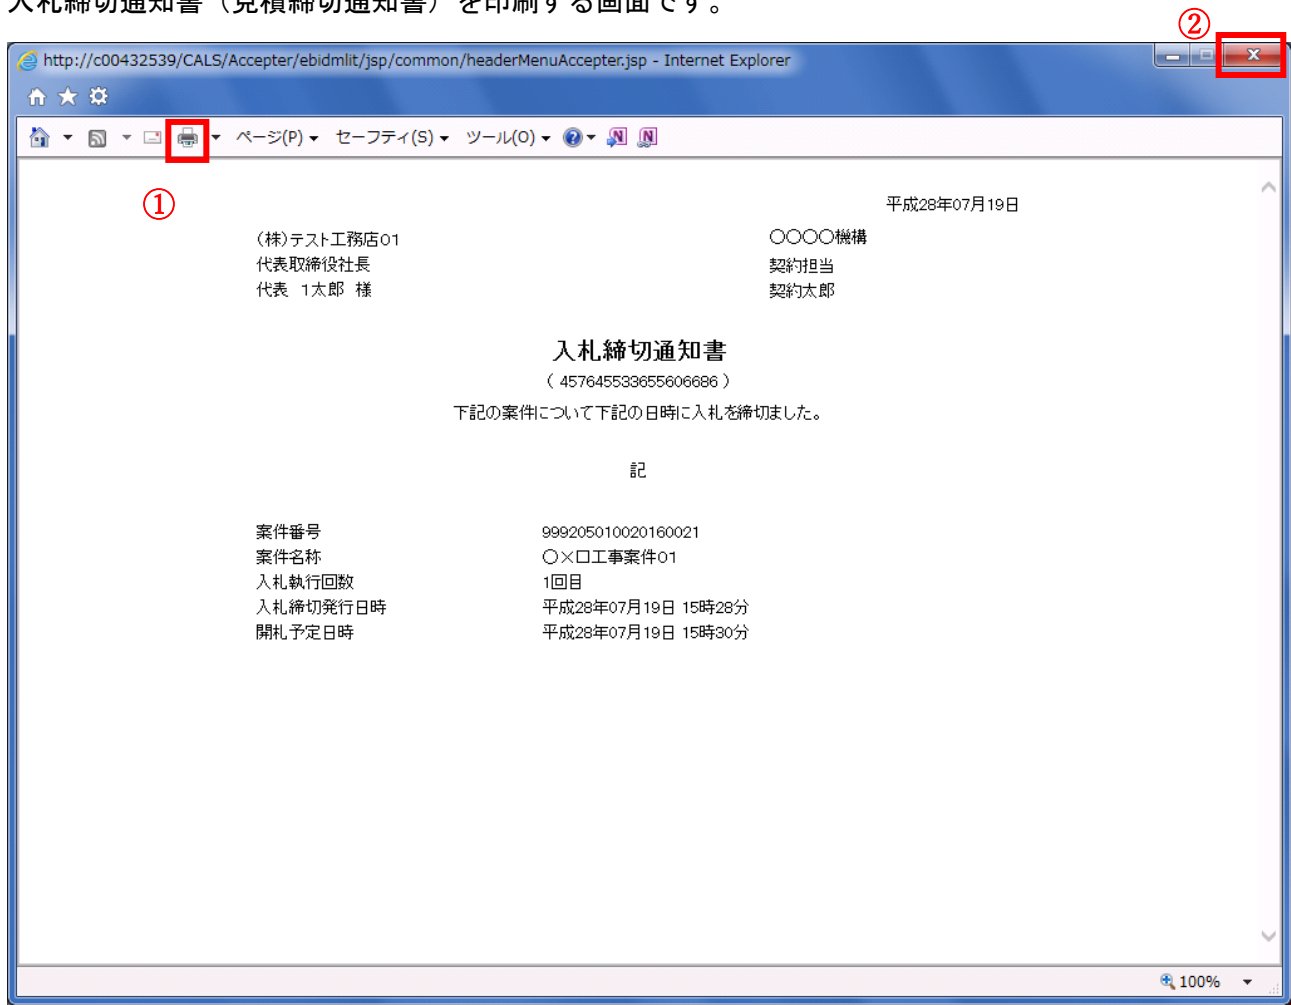 入札締切通知書（見積締切通知書）を印刷する画面です。
②
http://c00432539/CALS/Accepter/ebidmlit/jsp/common/headerMenuAccepter.jsp - Internet Explorer
ページ(P) セーフティ(S) ツール(O)
①
平成28年07月19日
(株)テスト工務店01
〇〇〇〇機構
代表取締役社長
契約担当
代表 1太郎 様
契約太郎
入札締切通知書
( 457645533655606686 )
下記の案件について下記の日時に入札を締切ました。
記
案件番号 999205010020160021
案件名称 〇×口工事案件01
入札執行回数 1回目
入札締切発行日時 平成28年07月19日 15時28分
開札予定日時 平成28年07月19日 15時30分
100%